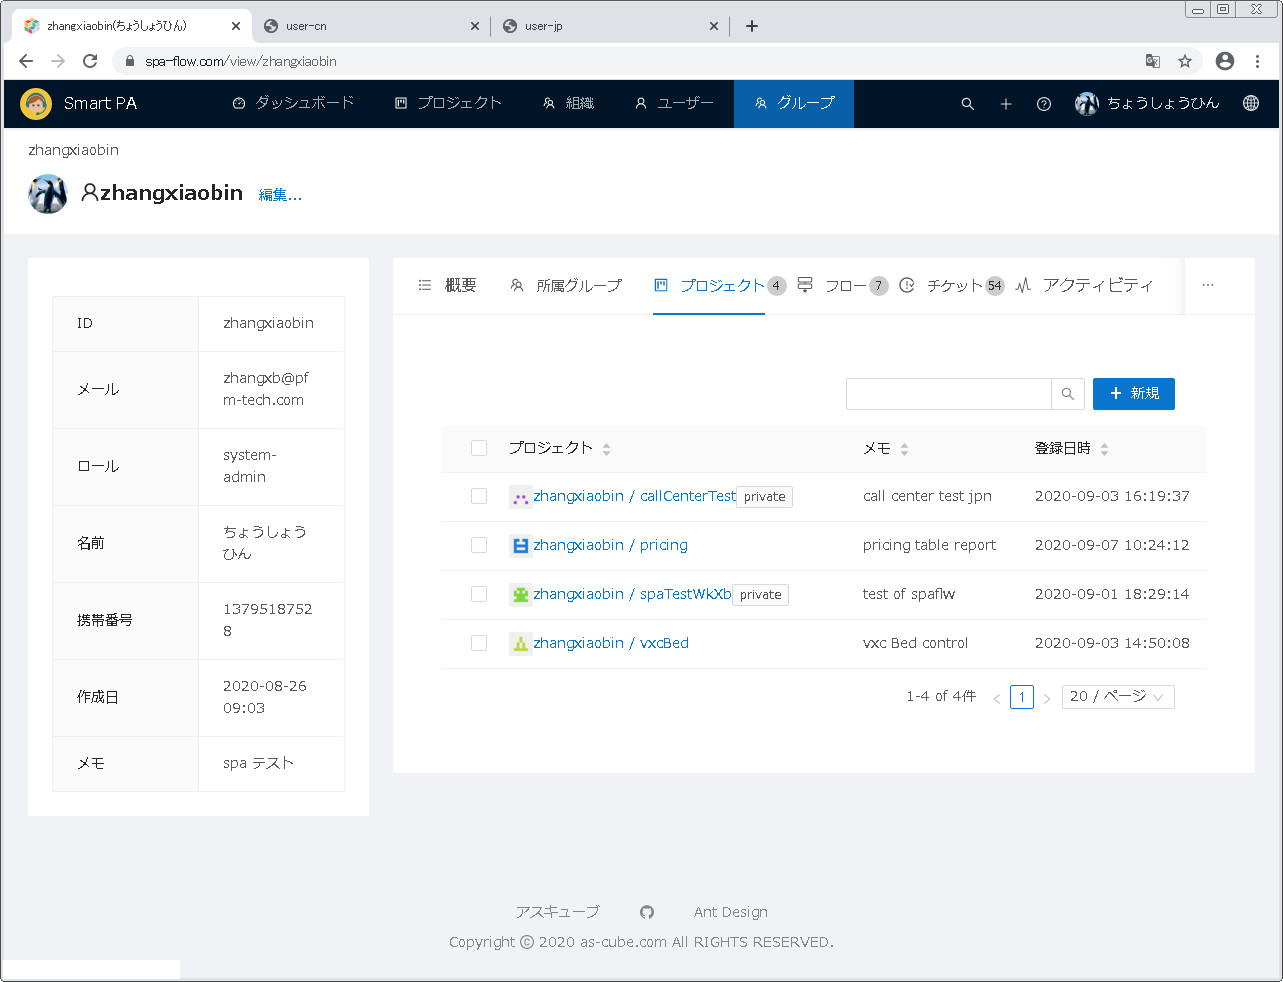 zhangxiaobin(ちょうしょうひん)
user-cn
user-jp
spa-flow.com/view/zhangxiaobin
Smart PA
ダッシュボード
プロジェクト
組織
ユーザー
グループ
ちょうしょうひん
zhangxiaobin
zhangxiaobin 編集...
ID zhangxiaobin
メール zhangxb@pf
m-tech.com
ロール system-
admin
名前 ちょうしょう
ひん
携帯番号 1379518752
8
作成日 2020-08-26
09:03
メモ spa テスト
概要 所属グループ プロジェクト 4 フロー 7 チケット 54 アクティビティ ...
+ 新規
プロジェクト メモ 登録日時
zhangxiaobin / callCenterTest private call center test jpn 2020-09-03 16:19:37
zhangxiaobin / pricing pricing table report 2020-09-07 10:24:12
zhangxiaobin / spaTestWkXb private test of spaflw 2020-09-01 18:29:14
zhangxiaobin / vxcBed vxc Bed control 2020-09-03 14:50:08
1-4 of 4件 < 1 > 20 / ページ
アスキューブ Ant Design
Copyright © 2020 as-cube.com All RIGHTS RESERVED.